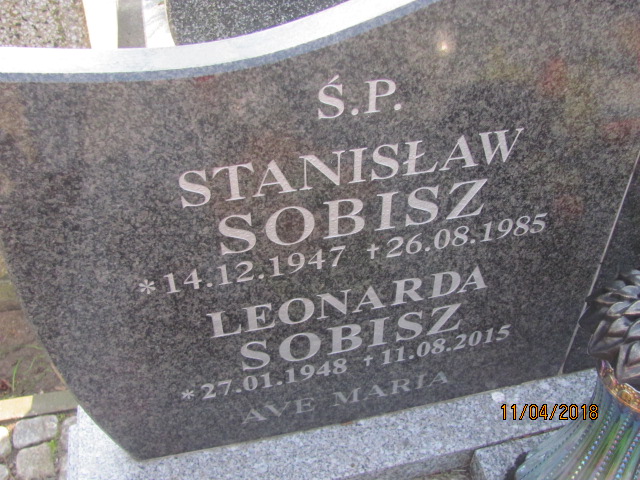 Ś.P.
STANISŁAW
SOBISZ
*14.12.1947 +26.08.1985
LEONARDA
SOBISZ
*27.01.1948 +11.08.2015
AVE MARIA
11/04/2018